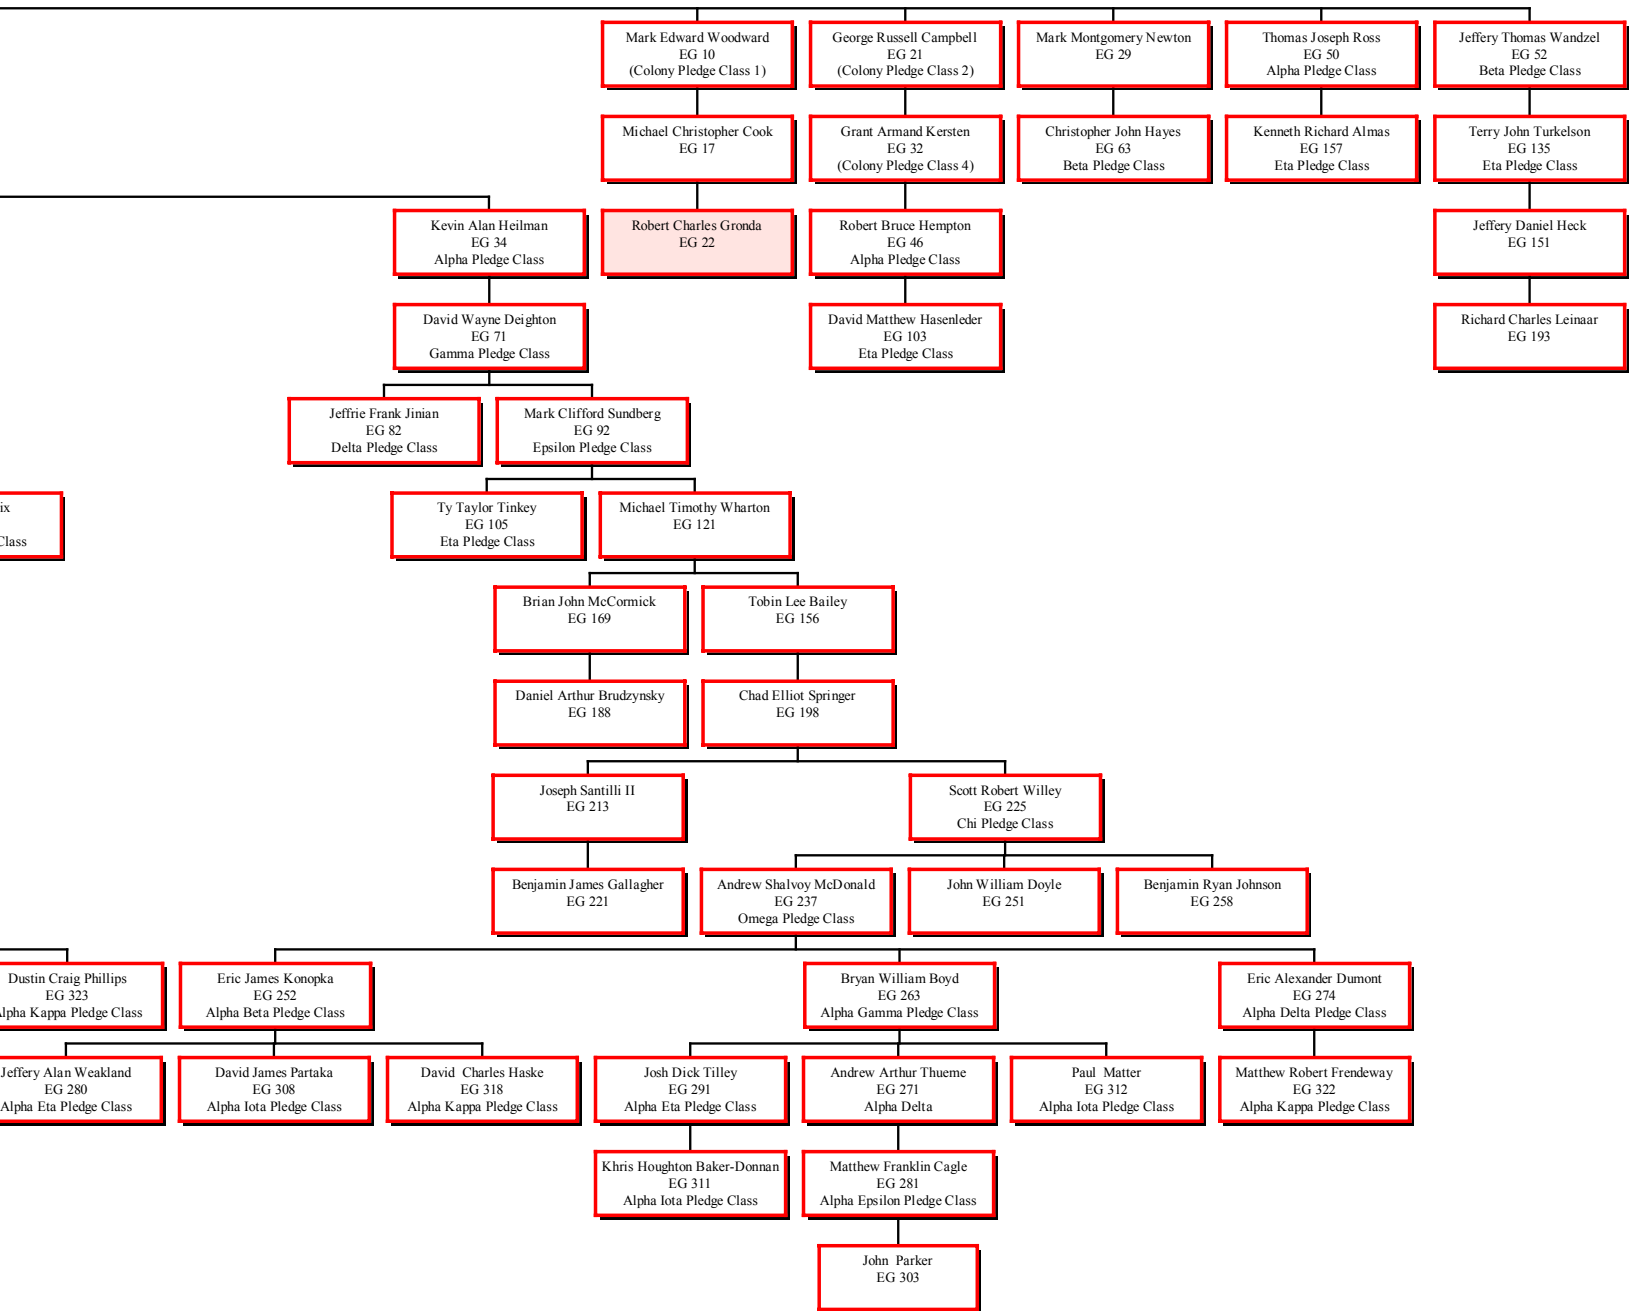 Mark Edward Woodward
EG 10
(Colony Pledge Class 1)
George Russell Campbell
EG 21
(Colony Pledge Class 2)
Mark Montgomery Newton
EG 29
Thomas Joseph Ross
EG 50
Alpha Pledge Class
Jeffery Thomas Wandzel
EG 52
Beta Pledge Class
Michael Christopher Cook
EG 17
Grant Armand Kersten
EG 32
(Colony Pledge Class 4)
Christopher John Hayes
EG 63
Beta Pledge Class
Kenneth Richard Almas
EG 157
Eta Pledge Class
Terry John Turkelson
EG 135
Eta Pledge Class
Kevin Alan Heilman
EG 34
Alpha Pledge Class
Robert Charles Gronda
EG 22
Robert Bruce Hempton
EG 46
Alpha Pledge Class
Jeffery Daniel Heck
EG 151
David Wayne Deighton
EG 71
Gamma Pledge Class
David Matthew Hasenleder
EG 103
Eta Pledge Class
Richard Charles Leinaar
EG 193
Jeffrie Frank Jinian
EG 82
Delta Pledge Class
Mark Clifford Sundberg
EG 92
Epsilon Pledge Class
ix
Class
Ty Taylor Tinkey
EG 105
Eta Pledge Class
Michael Timothy Wharton
EG 121
Brian John McCormick
EG 169
Tobin Lee Bailey
EG 156
Daniel Arthur Brudzynsky
EG 188
Chad Elliot Springer
EG 198
Joseph Santilli II
EG 213
Scott Robert Willey
EG 225
Chi Pledge Class
Benjamin James Gallagher
EG 221
Andrew Shalvoy McDonald
EG 237
Omega Pledge Class
John William Doyle
EG 251
Benjamin Ryan Johnson
EG 258
Dustin Craig Phillips
EG 323
Alpha Kappa Pledge Class
Eric James Konopka
EG 252
Alpha Beta Pledge Class
Bryan William Boyd
EG 263
Alpha Gamma Pledge Class
Eric Alexander Dumont
EG 274
Alpha Delta Pledge Class
Jeffery Alan Weakland
EG 280
Alpha Eta Pledge Class
David James Partaka
EG 308
Alpha Iota Pledge Class
David Charles Haske
EG 318
Alpha Kappa Pledge Class
Josh Dick Tilley
EG 291
Alpha Eta Pledge Class
Andrew Arthur Thueme
EG 271
Alpha Delta
Paul Matter
EG 312
Alpha Iota Pledge Class
Matthew Robert Frendeway
EG 322
Alpha Kappa Pledge Class
Khris Houghton Baker-Donnan
EG 311
Alpha Iota Pledge Class
Matthew Franklin Cagle
EG 281
Alpha Epsilon Pledge Class
John Parker
EG 303